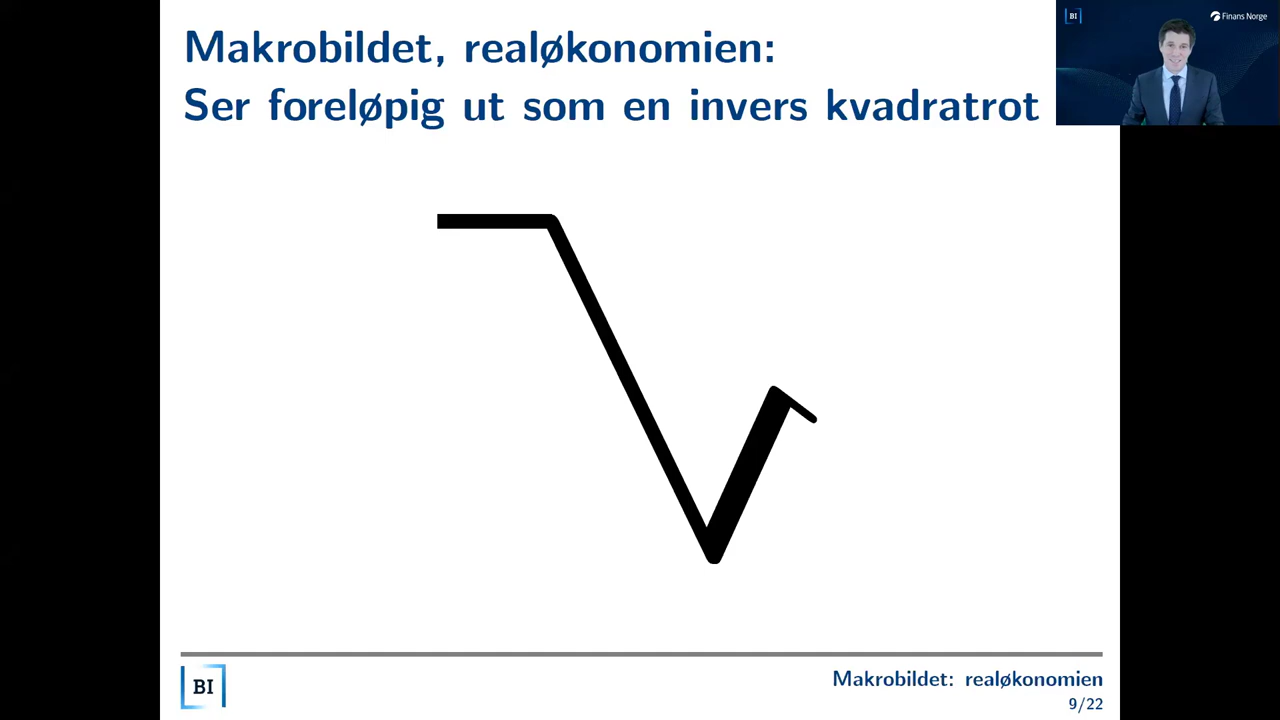 Makrobildet, realøkonomien:
Ser foreløpig ut som en invers kvadratrot
BI
Finans Norge
BI
Makrobildet: realøkonomien
9/22